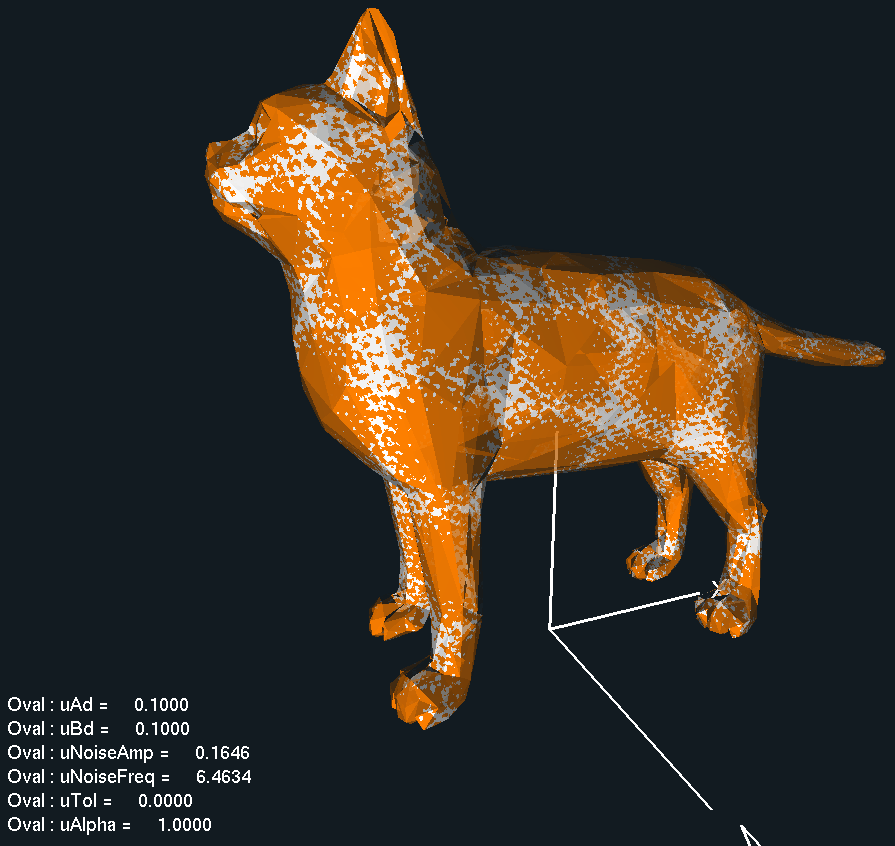 X
Oval : uAd = 0.1000
Oval : uBd = 0.1000
Oval : uNoiseAmp = 0.1646
Oval : uNoiseFreq = 6.4634
Oval : uTol = 0.0000
Oval : uAlpha = 1.0000